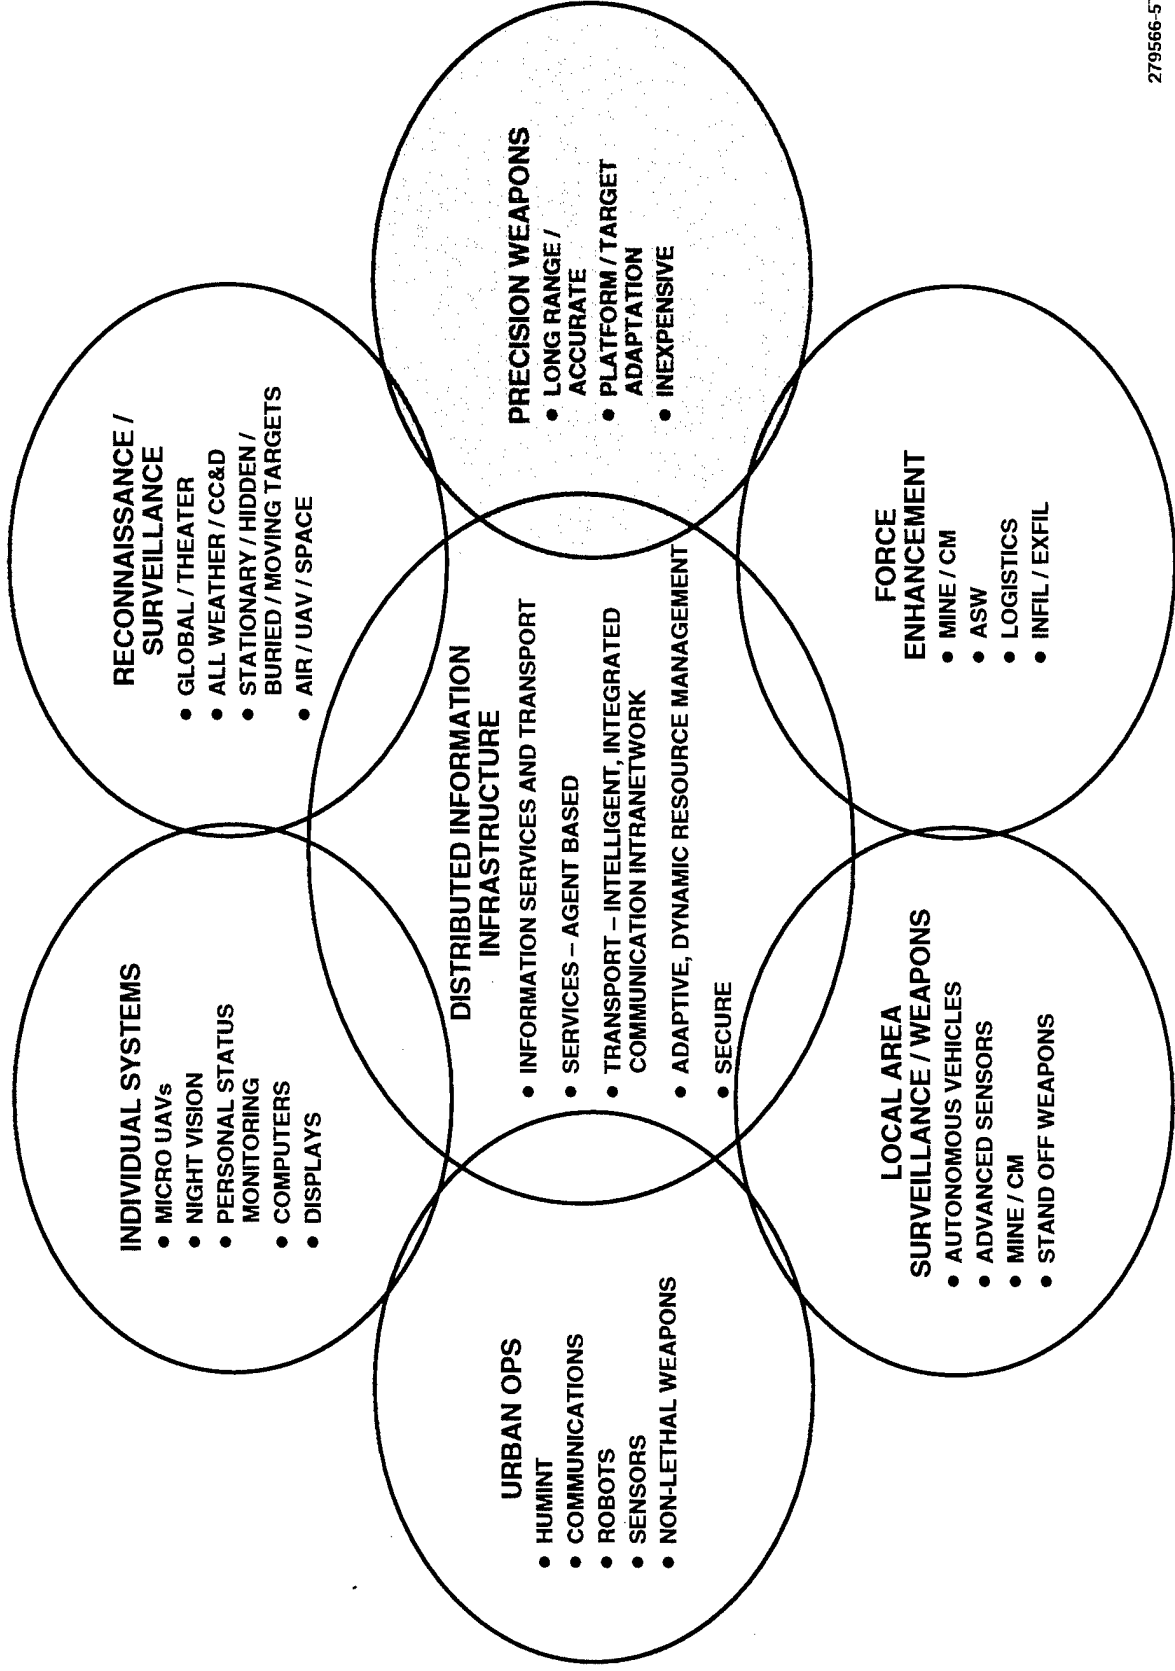 INDIVIDUAL SYSTEMS
• MICRO UAVs
• NIGHT VISION
• PERSONAL STATUS
MONITORING
• COMPUTERS
• DISPLAYS
RECONNAISSANCE /
SURVEILLANCE
• GLOBAL / THEATER
• ALL WEATHER / CC&D
• STATIONARY / HIDDEN /
BURIED / MOVING TARGETS
• AIR / UAV / SPACE
URBAN OPS
• HUMINT
• COMMUNICATIONS
• ROBOTS
• SENSORS
• NON-LETHAL WEAPONS
DISTRIBUTED INFORMATION
INFRASTRUCTURE
• INFORMATION SERVICES AND TRANSPORT
• SERVICES – AGENT BASED
• TRANSPORT – INTELLIGENT, INTEGRATED
COMMUNICATION INTRANETWORK
• ADAPTIVE, DYNAMIC RESOURCE MANAGEMENT
• SECURE
PRECISION WEAPONS
• LONG RANGE /
ACCURATE
• PLATFORM / TARGET
ADAPTATION
• INEXPENSIVE
LOCAL AREA
SURVEILLANCE / WEAPONS
• AUTONOMOUS VEHICLES
• ADVANCED SENSORS
• MINE / CM
• STAND OFF WEAPONS
FORCE
ENHANCEMENT
• MINE / CM
• ASW
• LOGISTICS
• INFIL / EXFIL